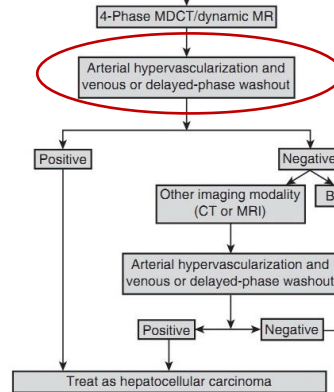 4-Phase MDCT/dynamic MR
Arterial hypervascularization and
venous or delayed-phase washout
Positive
Negative
Other imaging modality
(CT or MRI)
B
Arterial hypervascularization and
venous or delayed-phase washout
Positive
Negative
Treat as hepatocellular carcinoma